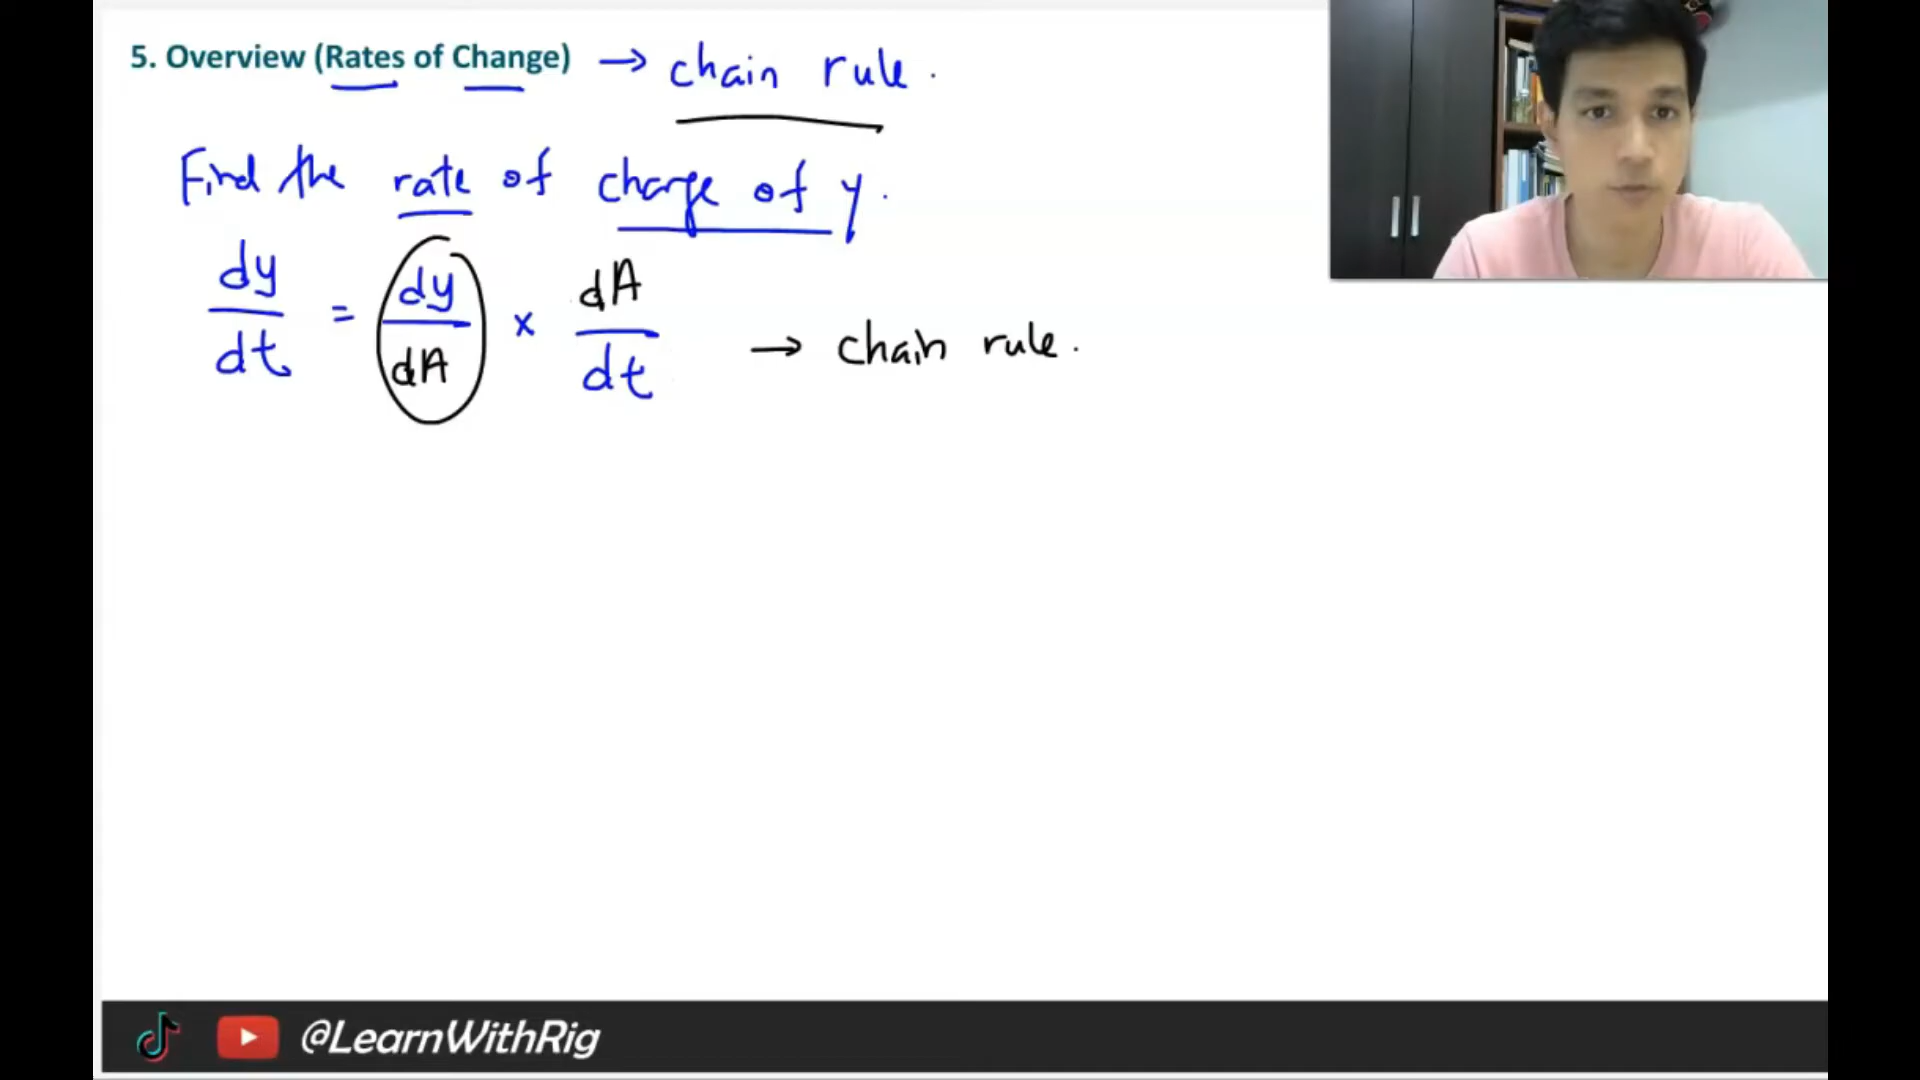 5. Overview (Rates of Change) → chain rule.
Find the rate of change of y.
dy/dt = dy/dA × dA/dt → chain rule.
@LearnWithRig